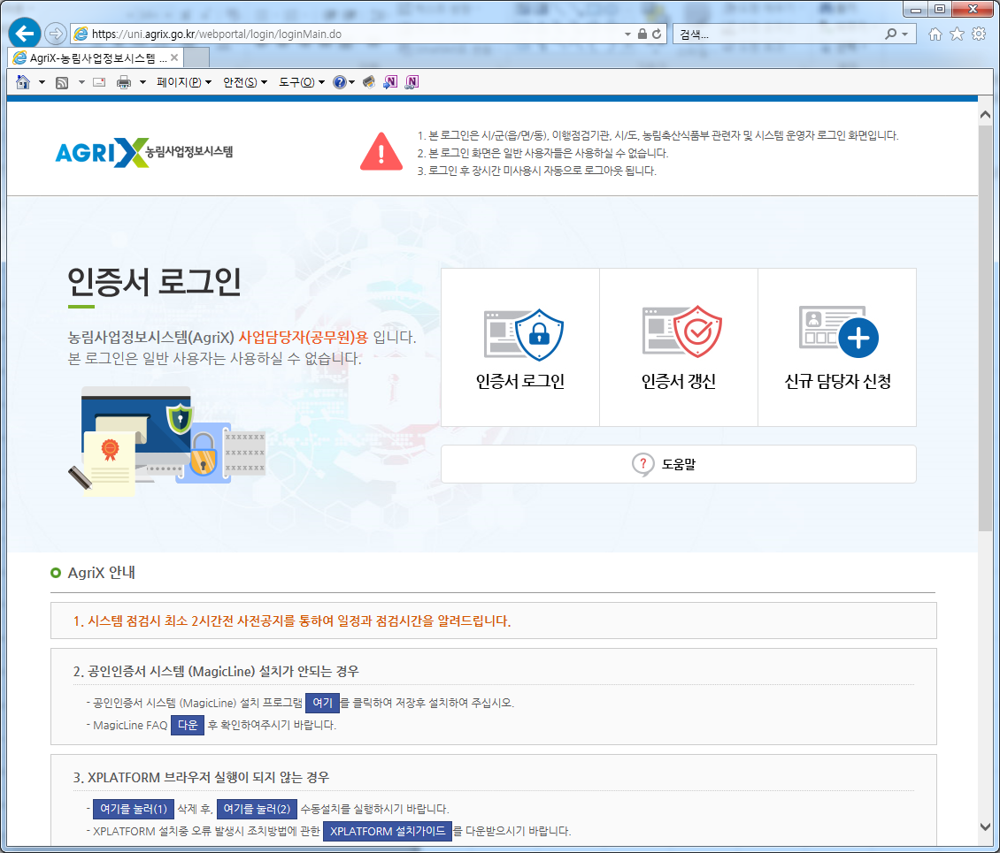 https://uni.agrix.go.kr/webportal/login/loginMain.do
검색...
AgriX-농림사업정보시스템 ...
페이지(P) 안전(S) 도구(O)
AGRIX 농림사업정보시스템
1. 본 로그인은 시/군(읍/면/동), 이행점검기관, 시/도, 농림축산식품부 관련자 및 시스템 운영자 로그인 화면입니다.
2. 본 로그인 화면은 일반 사용자들은 사용하실 수 없습니다.
3. 로그인 후 장시간 미사용시 자동으로 로그아웃 됩니다.
인증서 로그인
농림사업정보시스템(AgriX) 사업담당자(공무원)용 입니다.
본 로그인은 일반 사용자는 사용하실 수 없습니다.
인증서 로그인
인증서 갱신
신규 담당자 신청
? 도움말
AgriX 안내
1. 시스템 점검시 최소 2시간전 사전공지를 통하여 일정과 점검시간을 알려드립니다.
2. 공인인증서 시스템 (MagicLine) 설치가 안되는 경우
- 공인인증서 시스템 (MagicLine) 설치 프로그램 여기 를 클릭하여 저장후 설치하여 주십시오.
- MagicLine FAQ 다운 후 확인하여주시기 바랍니다.
3. XPLATFORM 브라우저 실행이 되지 않는 경우
- 여기를 눌러(1) 삭제 후, 여기를 눌러(2) 수동설치를 실행하시기 바랍니다.
- XPLATFORM 설치중 오류 발생시 조치방법에 관한 XPLATFORM 설치가이드 를 다운받으시기 바랍니다.